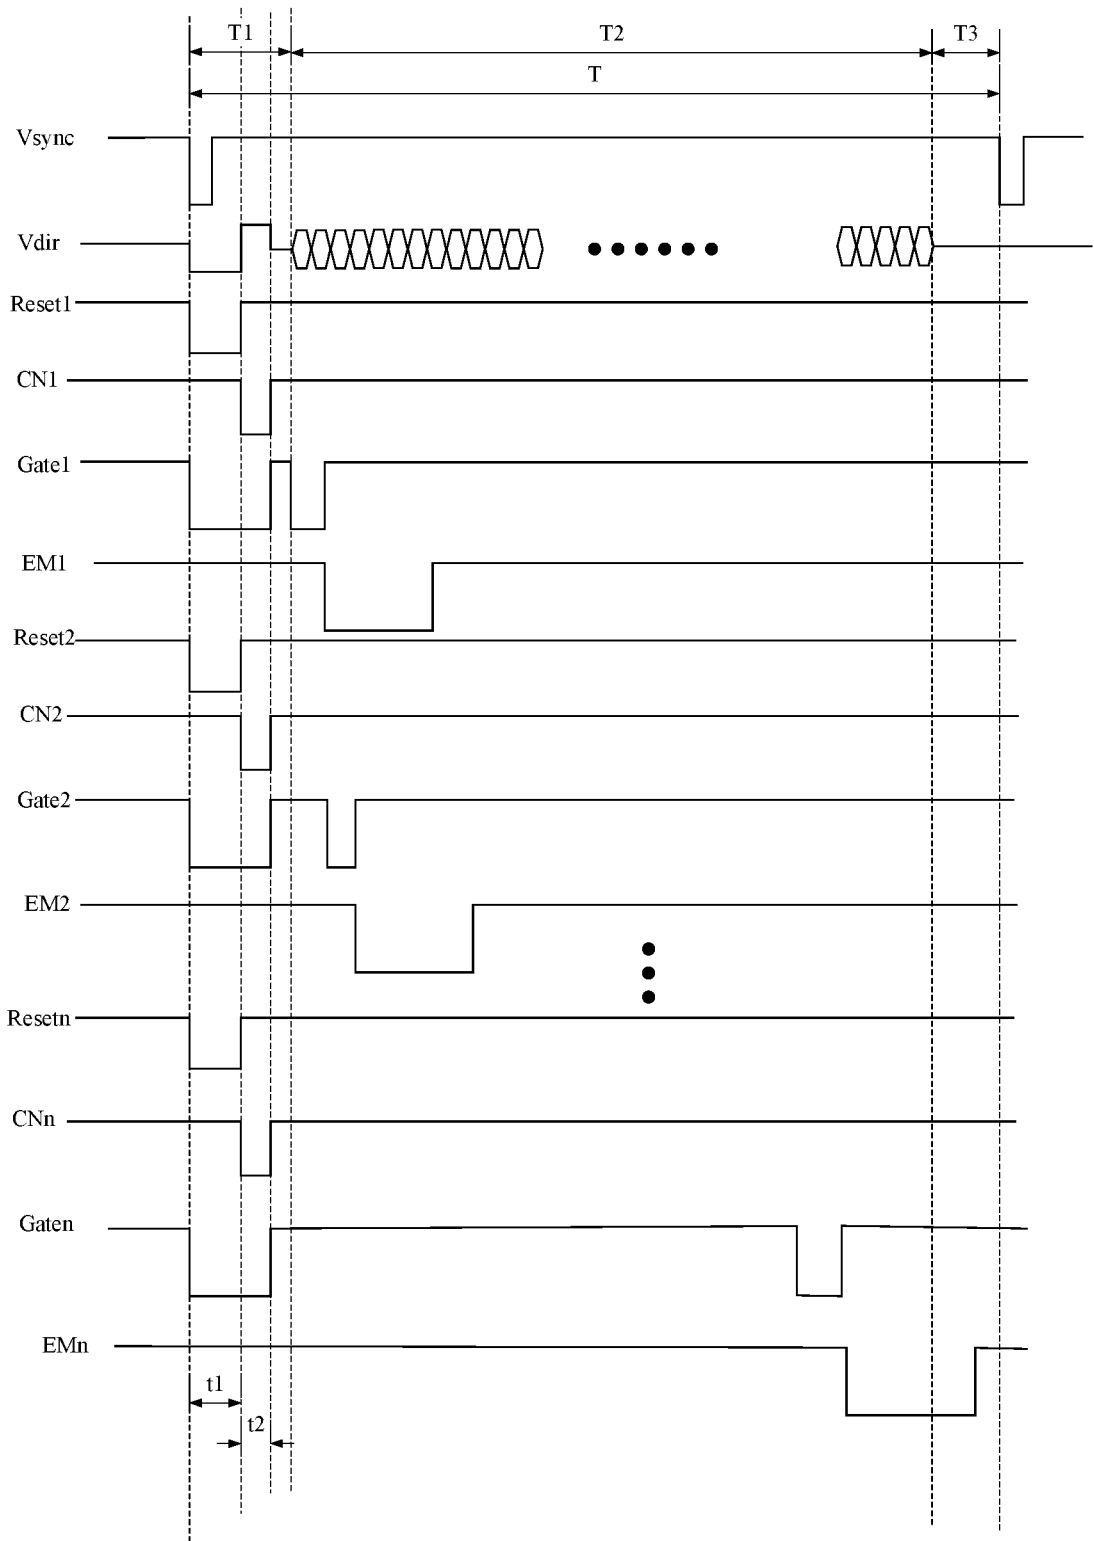 T1
T2
T3
T
Vsync
Vdir
Reset1
CN1
Gate1
EM1
Reset2
CN2
Gate2
EM2
Resetn
CNn
Gaten
EMn
t1
t2